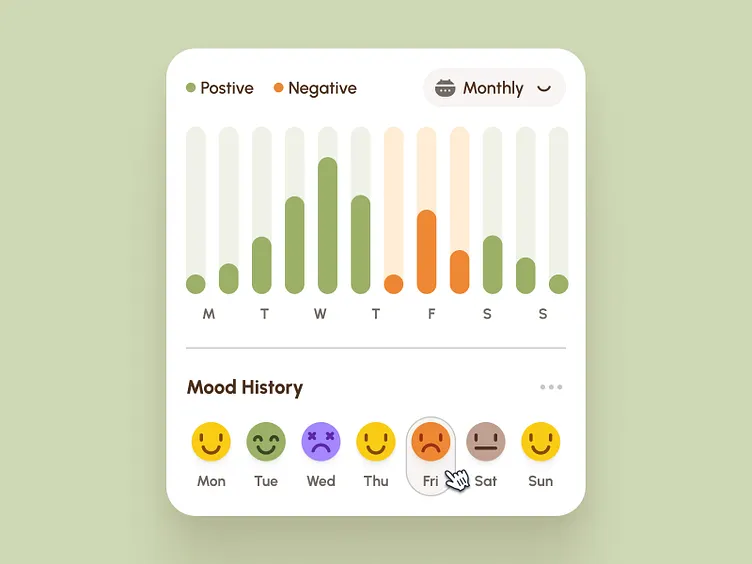 Postive
Negative
Monthly
M T W T F S S
Mood History
Mon Tue Wed Thu Fri Sat Sun